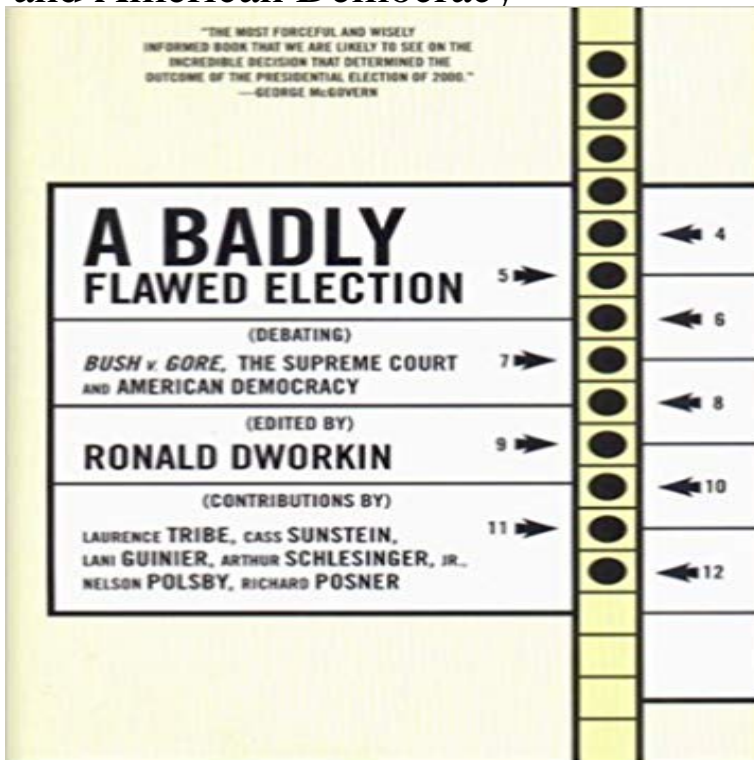 and American Democracy
"THE MOST FORCEFUL AND WISELY
INFORMED BOOK THAT WE ARE LIKELY TO SEE ON THE
INCREDIBLE DECISION THAT DETERMINED THE
OUTCOME OF THE PRESIDENTIAL ELECTION OF 2000."
—GEORGE McGOVERN
A BADLY
FLAWED ELECTION
5
4
(DEBATING)
BUSH v. GORE, THE SUPREME COURT
AND AMERICAN DEMOCRACY
7
6
(EDITED BY)
RONALD DWORKIN
9
8
(CONTRIBUTIONS BY)
LAURENCE TRIBE, CASS SUNSTEIN,
LANI GUINIER, ARTHUR SCHLESINGER, JR.,
NELSON POLSBY, RICHARD POSNER
11
10
12